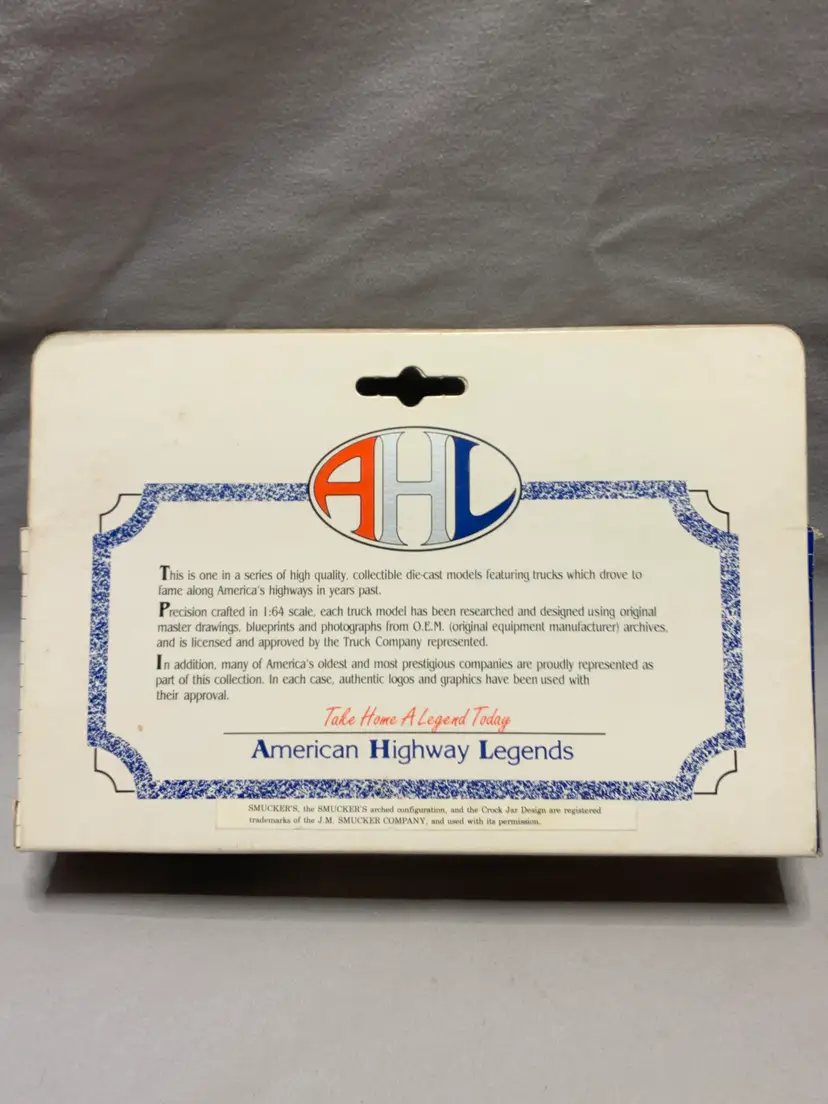 AHL
This is one in a series of high quality, collectible die-cast models featuring trucks which drove to
fame along America's highways in years past.
Precision crafted in 1:64 scale, each truck model has been researched and designed using original
master drawings, blueprints and photographs from O.E.M. (original equipment manufacturer) archives,
and is licensed and approved by the Truck Company represented.
In addition, many of America's oldest and most prestigious companies are proudly represented as
part of this collection. In each case, authentic logos and graphics have been used with
their approval.
Take Home A Legend Today
American Highway Legends
SMUCKER'S, the SMUCKER'S arched configuration, and the Crock Jar Design are registered
trademarks of the J.M. SMUCKER COMPANY, and used with its permission.